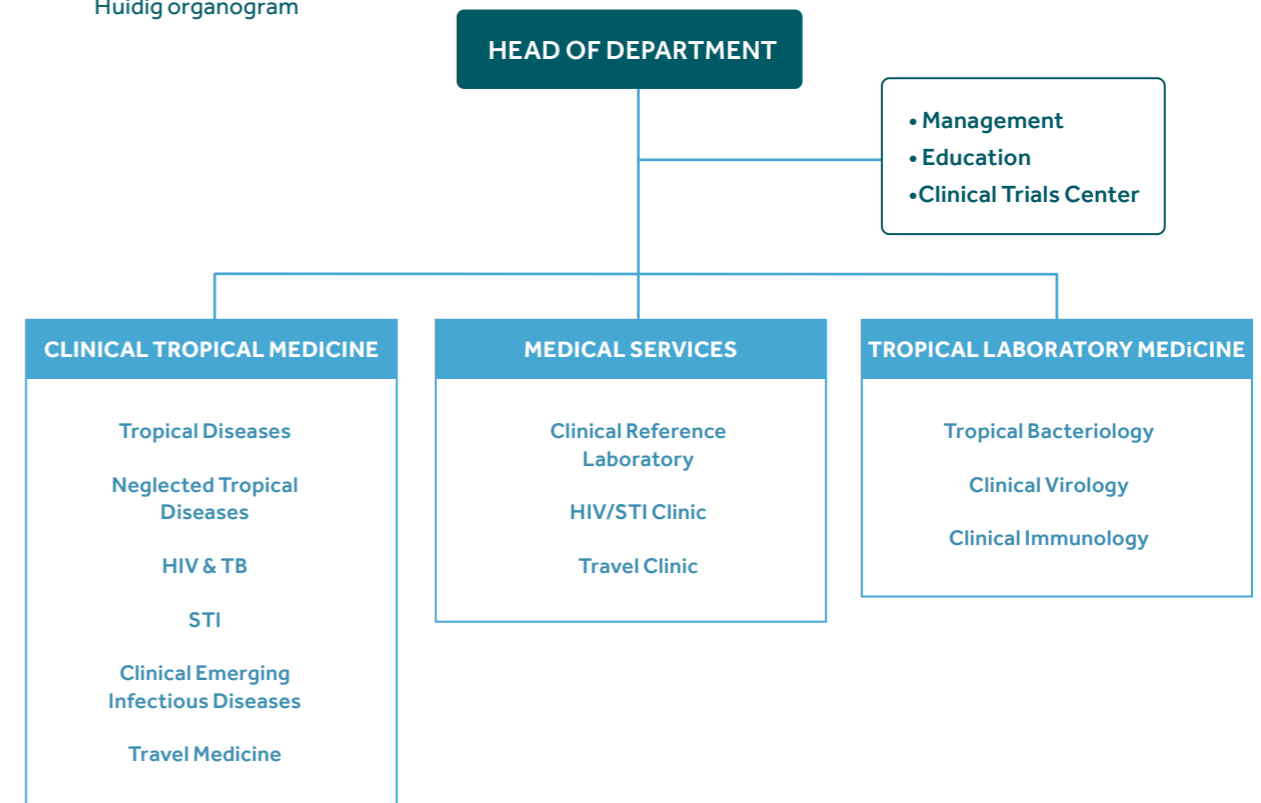 Huidig organogram
HEAD OF DEPARTMENT
• Management
• Education
•Clinical Trials Center
CLINICAL TROPICAL MEDICINE
Tropical Diseases
Neglected Tropical
Diseases
HIV & TB
STI
Clinical Emerging
Infectious Diseases
Travel Medicine
MEDICAL SERVICES
Clinical Reference
Laboratory
HIV/STI Clinic
Travel Clinic
TROPICAL LABORATORY MEDiCINE
Tropical Bacteriology
Clinical Virology
Clinical Immunology